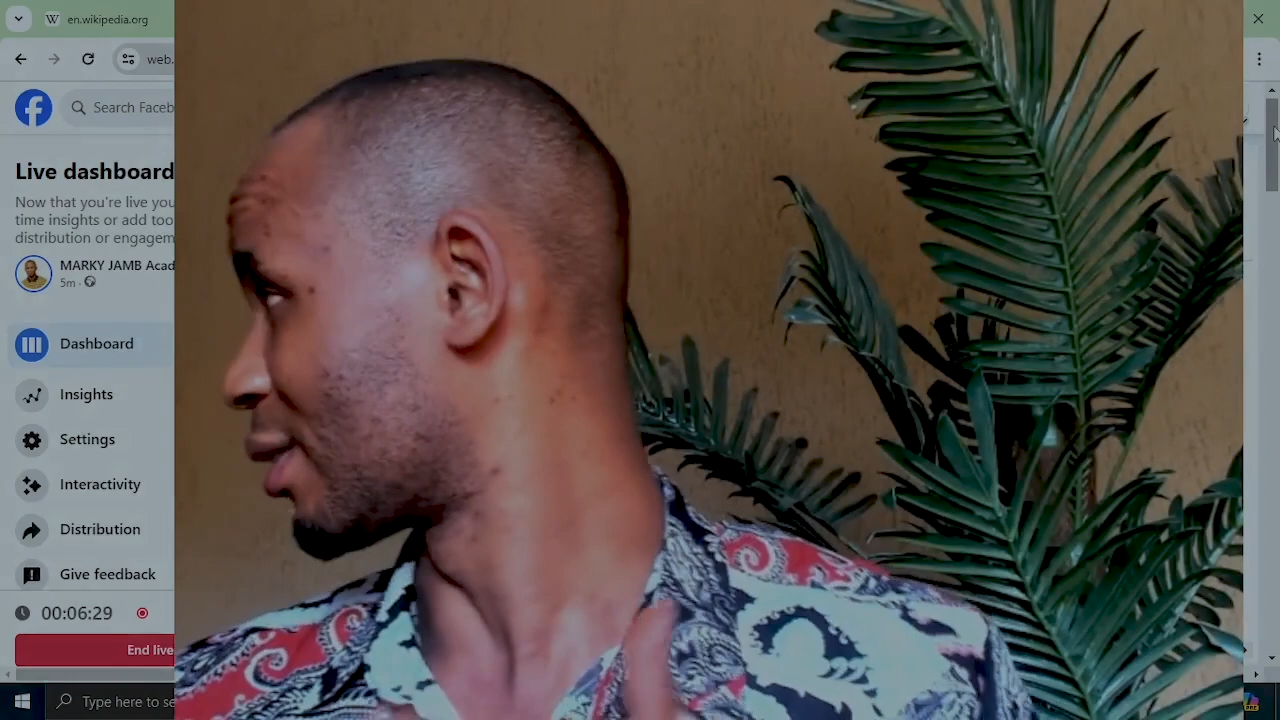 en.wikipedia.org
web.
Search Faceb
Live dashboard
Now that you're live you
time insights or add too
distribution or engagem
MARKY JAMB Acad
5m
Dashboard
Insights
Settings
Interactivity
Distribution
Give feedback
00:06:29
End live
Type here to se